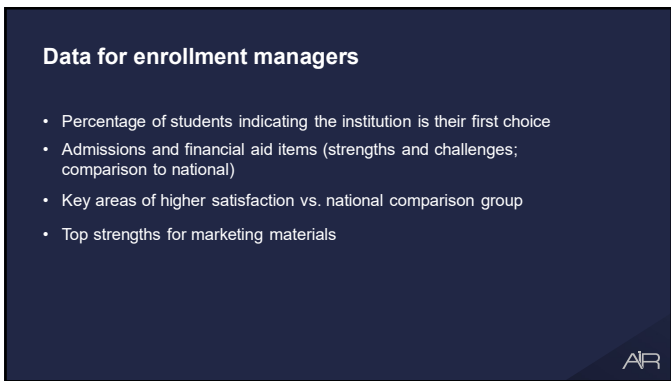 Data for enrollment managers
• Percentage of students indicating the institution is their first choice
• Admissions and financial aid items (strengths and challenges;
comparison to national)
• Key areas of higher satisfaction vs. national comparison group
• Top strengths for marketing materials
AiR